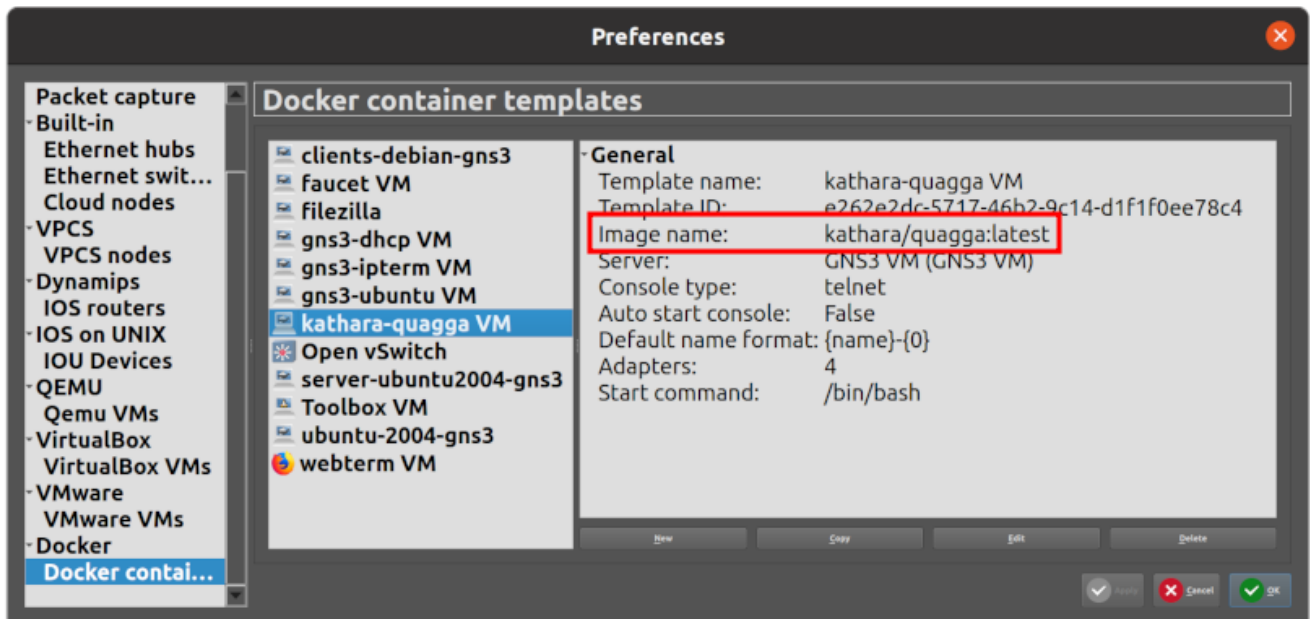 Preferences
Packet capture
Built-in
Ethernet hubs
Ethernet swit...
Cloud nodes
VPCS
VPCS nodes
Dynamips
IOS routers
IOS on UNIX
IOU Devices
QEMU
Qemu VMs
VirtualBox
VirtualBox VMs
VMware
VMware VMs
Docker
Docker contai...
Docker container templates
clients-debian-gns3
faucet VM
filezilla
gns3-dhcp VM
gns3-ipterm VM
gns3-ubuntu VM
kathara-quagga VM
Open vSwitch
server-ubuntu2004-gns3
Toolbox VM
ubuntu-2004-gns3
webterm VM
General
Template name: kathara-quagga VM
Template ID: e262e2dc-5717-46b2-9c14-d1f1f0ee78c4
Image name: kathara/quagga:latest
Server: GNS3 VM (GNS3 VM)
Console type: telnet
Auto start console: False
Default name format: {name}-{0}
Adapters: 4
Start command: /bin/bash
New Copy Edit Delete
Apply Cancel OK